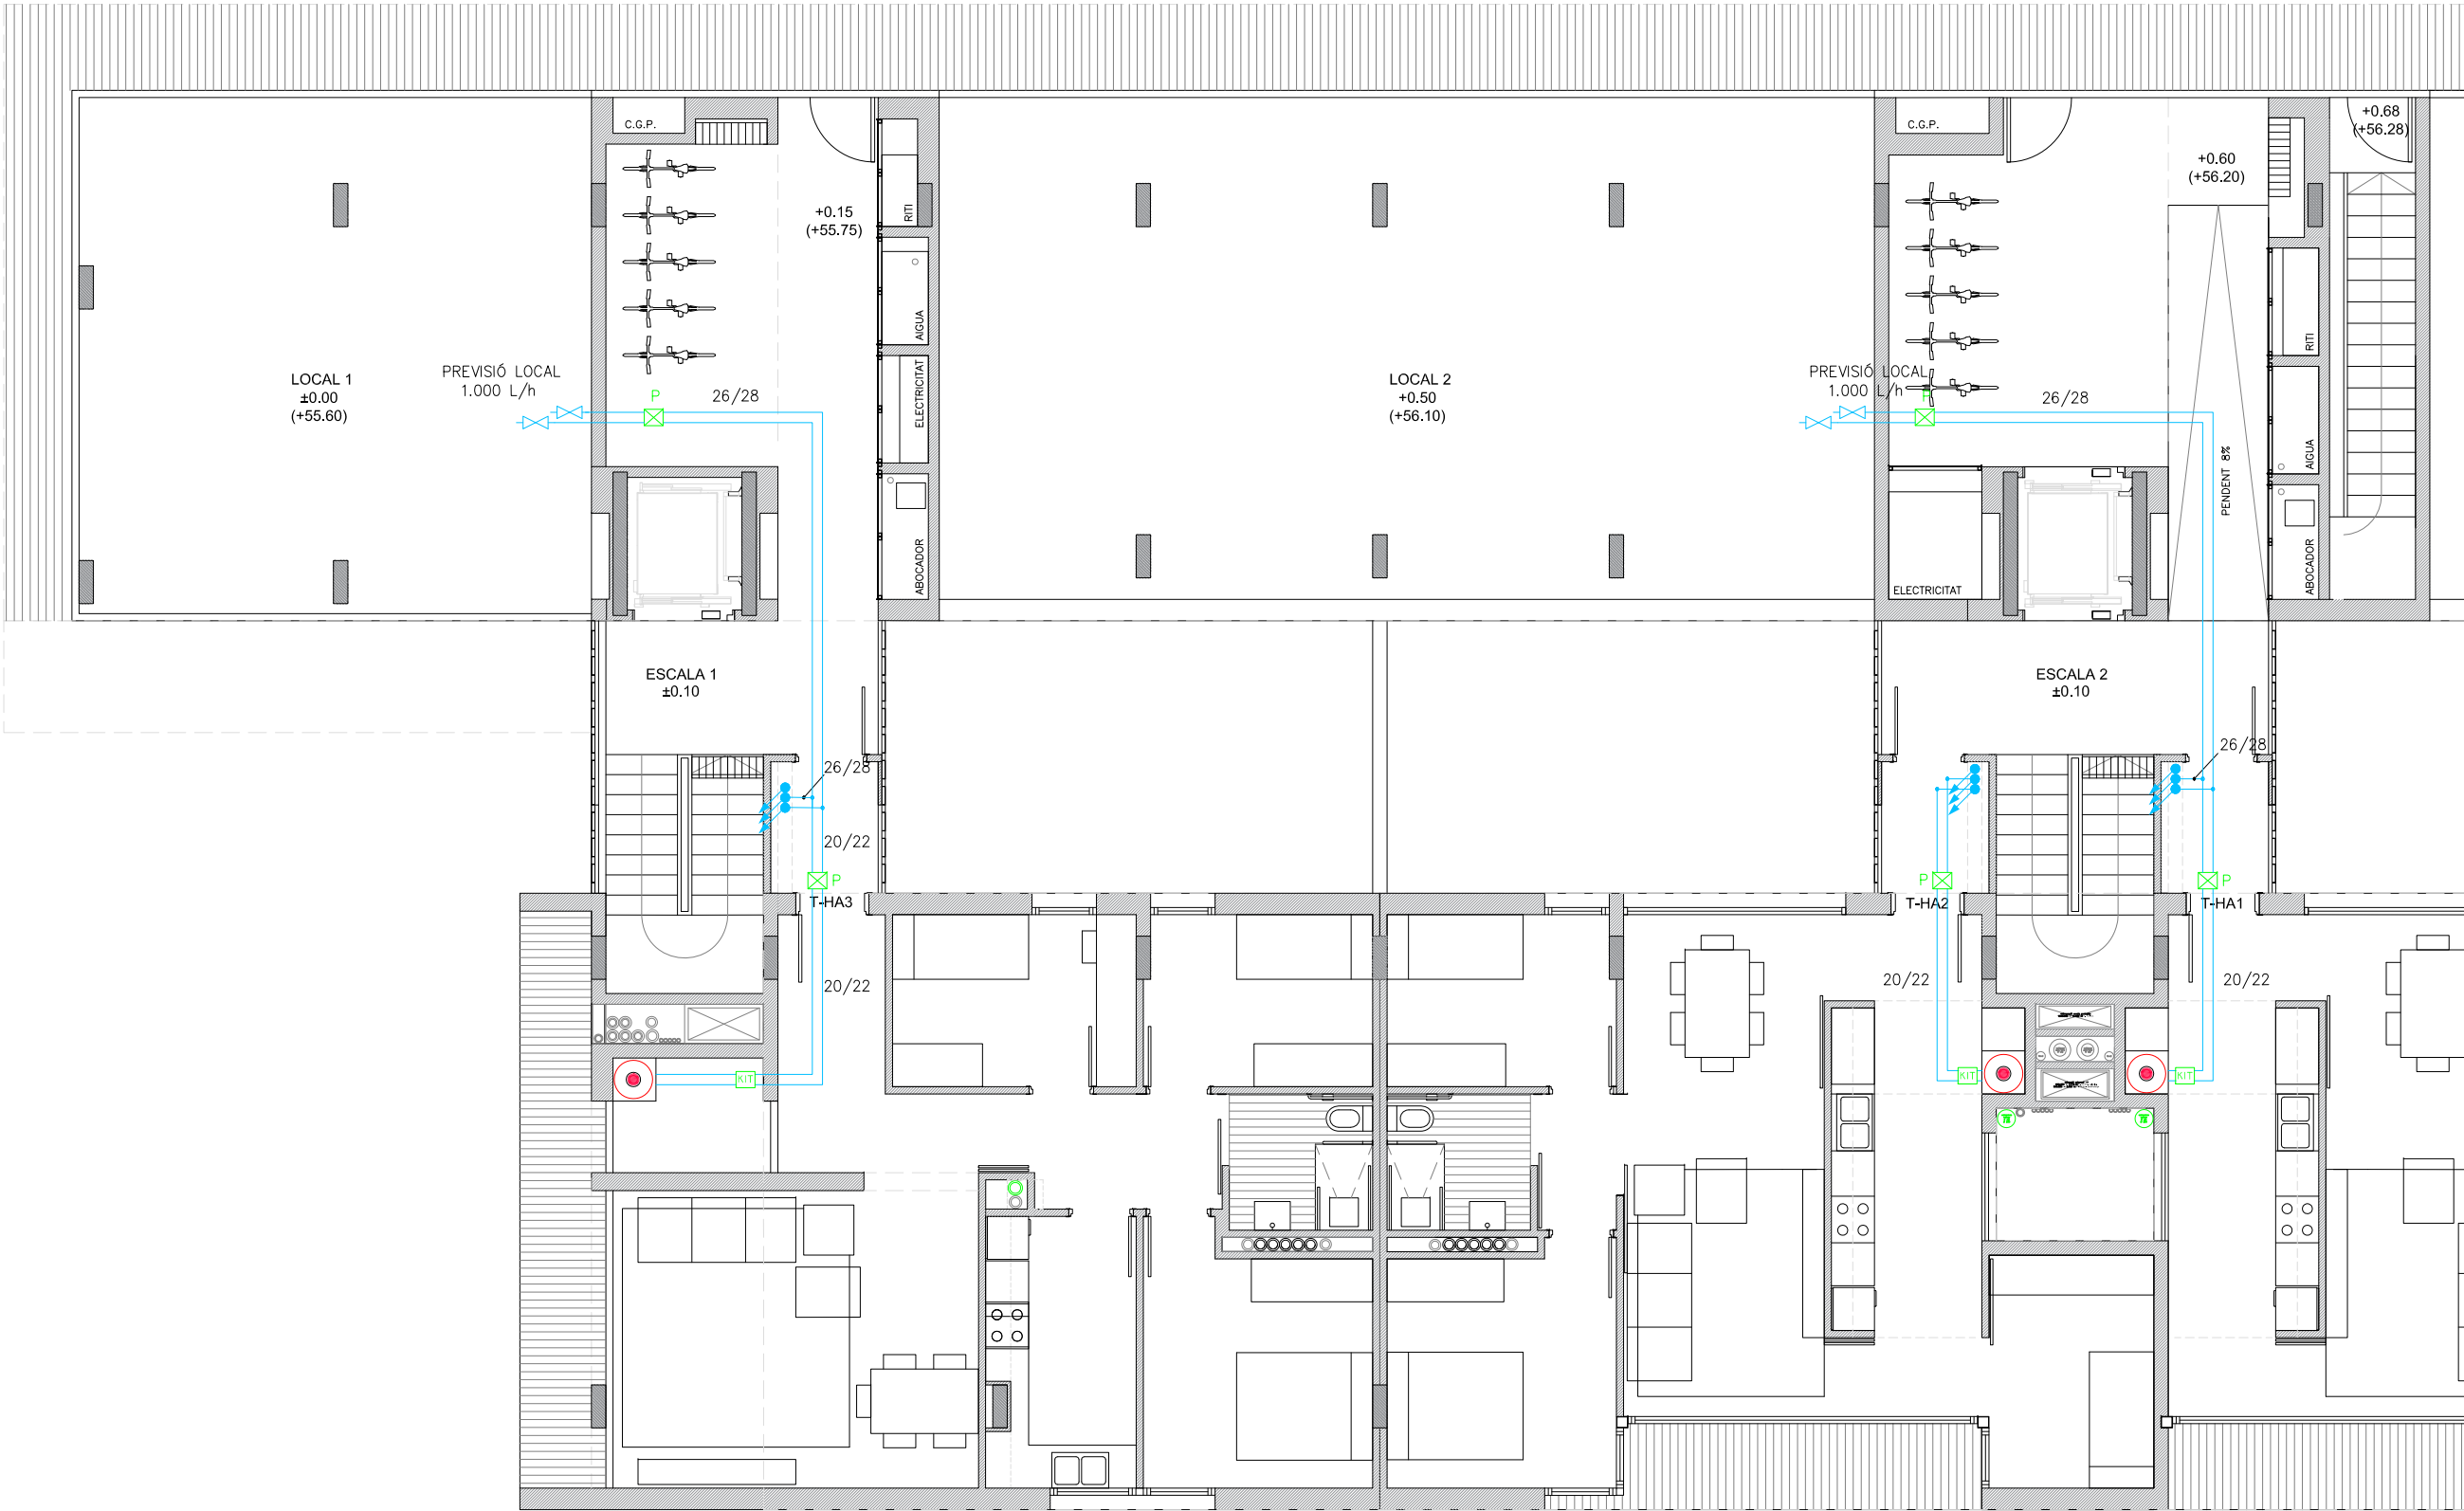 C.G.P.
C.G.P.
+0.68
(+56.28)
+0.60
(+56.20)
+0.15
(+55.75)
RITI
AIGUA
ELECTRICITAT
ABOCADOR
RITI
AIGUA
ABOCADOR
PENDENT 8%
ELECTRICITAT
LOCAL 1
±0.00
(+55.60)
PREVISIÓ LOCAL
1.000 L/h
P
26/28
LOCAL 2
+0.50
(+56.10)
PREVISIÓ LOCAL
1.000 L/h
P
26/28
ESCALA 1
±0.10
ESCALA 2
±0.10
26/28
26/28
20/22
P
T-HA3
P
T-HA2
P
T-HA1
20/22
20/22
20/22
KIT
KIT
KIT